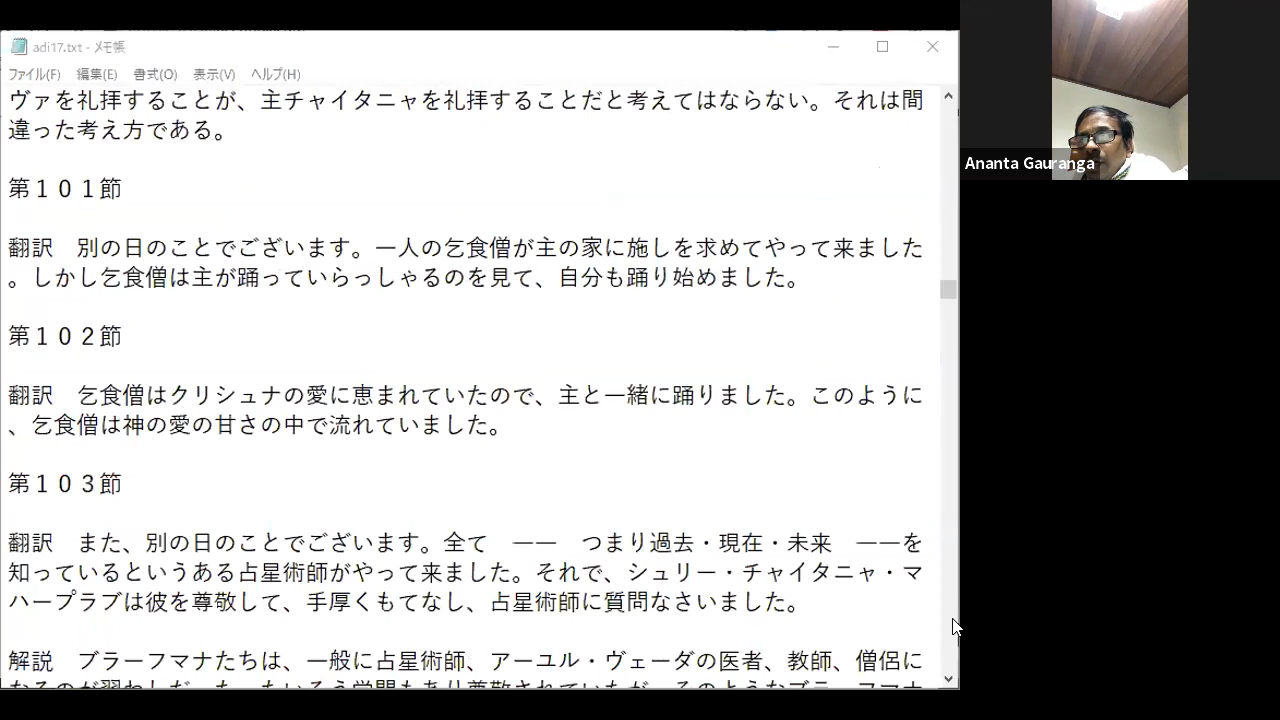 adi17.txt - メモ帳
ファイル(F) 編集(E) 書式(O) 表示(V) ヘルプ(H)
ヴァを礼拝することが、主チャイタニャを礼拝することだと考えてはならない。それは間
違った考え方である。
第１０１節
翻訳　別の日のことでございます。一人の乞食僧が主の家に施しを求めてやって来ました
。しかし乞食僧は主が踊っていらっしゃるのを見て、自分も踊り始めました。
第１０２節
翻訳　乞食僧はクリシュナの愛に恵まれていたので、主と一緒に踊りました。このように
、乞食僧は神の愛の甘さの中で流れていました。
第１０３節
翻訳　また、別の日のことでございます。全て　——　つまり過去・現在・未来　——を
知っているというある占星術師がやって来ました。それで、シュリー・チャイタニャ・マ
ハープラブは彼を尊敬して、手厚くもてなし、占星術師に質問なさいました。
解説　ブラーフマナたちは、一般に占星術師、アーユル・ヴェーダの医者、教師、僧侶に
Ananta Gauranga